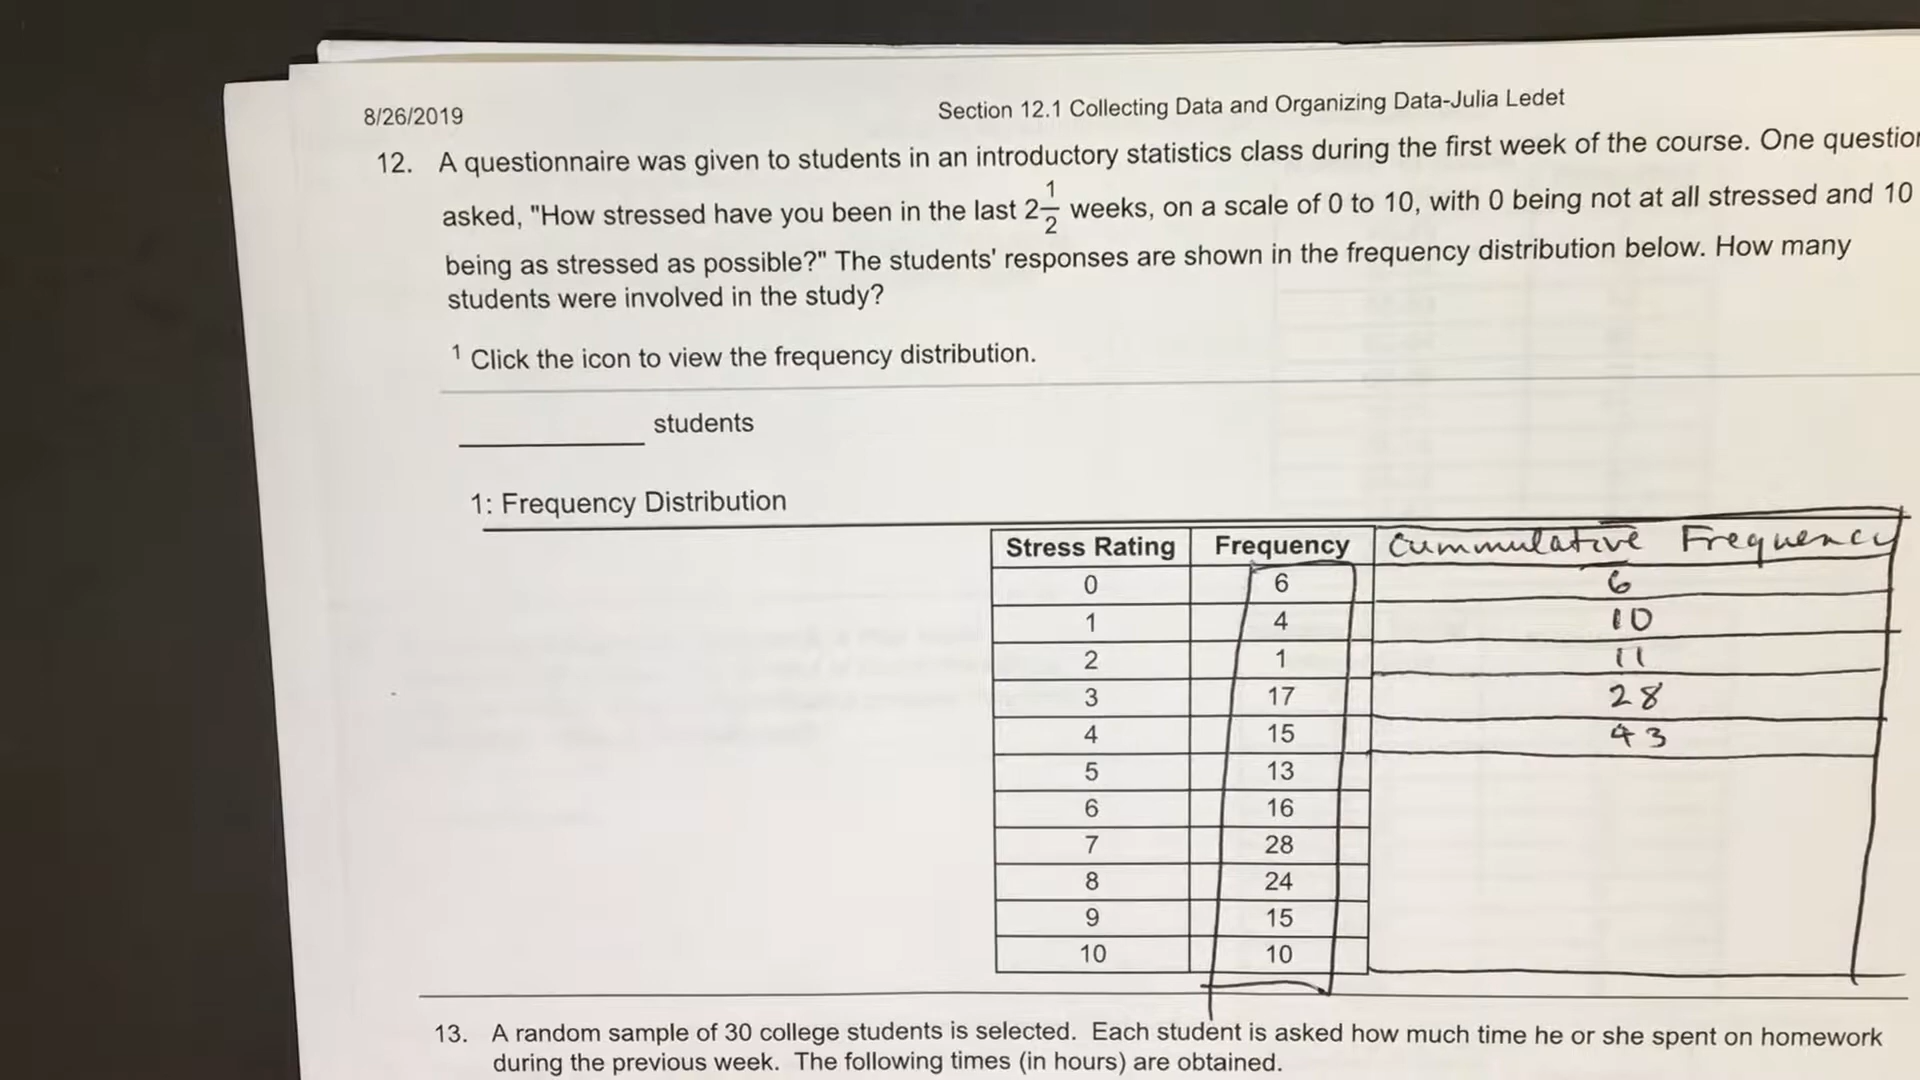 8/26/2019 Section 12.1 Collecting Data and Organizing Data-Julia Ledet
12. A questionnaire was given to students in an introductory statistics class during the first week of the course. One question
asked, "How stressed have you been in the last 2 1/2 weeks, on a scale of 0 to 10, with 0 being not at all stressed and 10
being as stressed as possible?" The students' responses are shown in the frequency distribution below. How many
students were involved in the study?
1 Click the icon to view the frequency distribution.
students
1: Frequency Distribution
Stress Rating Frequency Cummulative Frequency
0 6 6
1 4 10
2 1 11
3 17 28
4 15 43
5 13
6 16
7 28
8 24
9 15
10 10
13. A random sample of 30 college students is selected. Each student is asked how much time he or she spent on homework
during the previous week. The following times (in hours) are obtained.